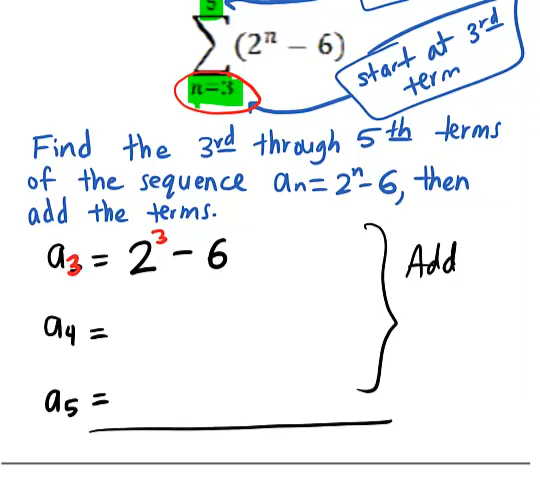 5
∑ (2ⁿ − 6)
n=3
start at 3rd
term
Find the 3rd through 5th terms
of the sequence an = 2ⁿ-6, then
add the terms.
a₃ = 2³ - 6
Add
a₄ =
a₅ =